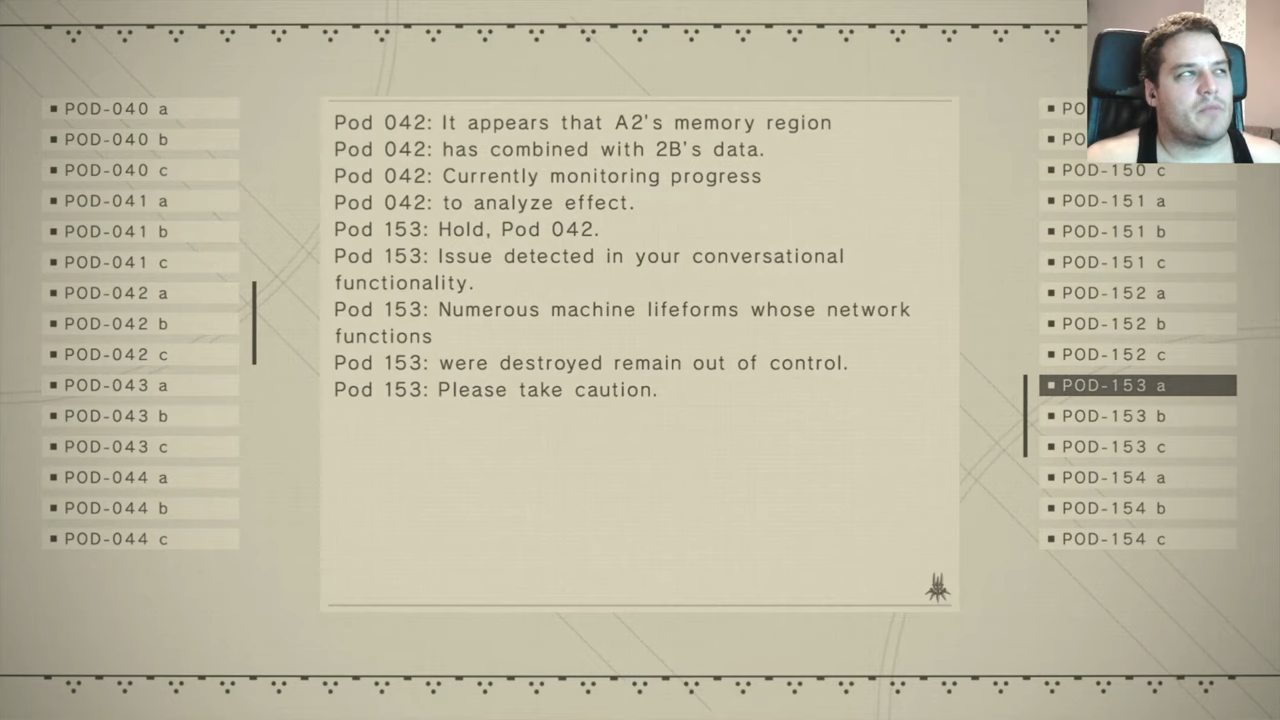 POD-040 a
POD-040 b
POD-040 c
POD-041 a
POD-041 b
POD-041 c
POD-042 a
POD-042 b
POD-042 c
POD-043 a
POD-043 b
POD-043 c
POD-044 a
POD-044 b
POD-044 c
Pod 042: It appears that A2's memory region
Pod 042: has combined with 2B's data.
Pod 042: Currently monitoring progress
Pod 042: to analyze effect.
Pod 153: Hold, Pod 042.
Pod 153: Issue detected in your conversational
functionality.
Pod 153: Numerous machine lifeforms whose network
functions
Pod 153: were destroyed remain out of control.
Pod 153: Please take caution.
POD-150 c
POD-151 a
POD-151 b
POD-151 c
POD-152 a
POD-152 b
POD-152 c
POD-153 a
POD-153 b
POD-153 c
POD-154 a
POD-154 b
POD-154 c